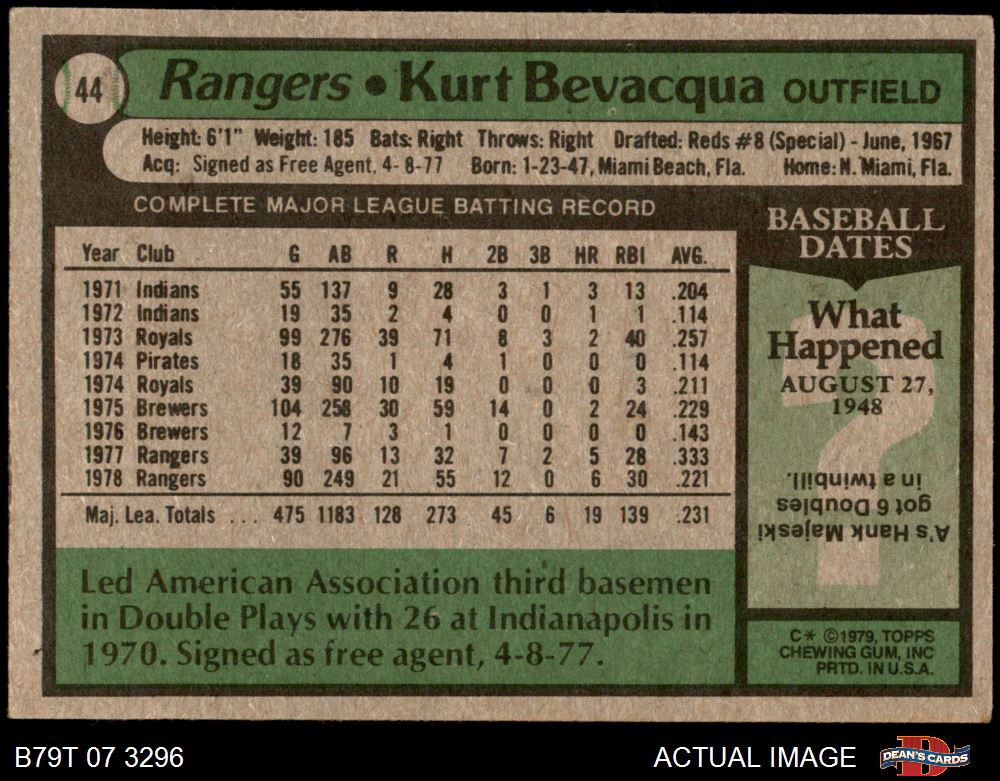 44 Rangers • Kurt Bevacqua OUTFIELD
Height: 6'1" Weight: 185 Bats: Right Throws: Right Drafted: Reds #8 (Special) - June, 1967
Acq: Signed as Free Agent, 4-8-77 Born: 1-23-47, Miami Beach, Fla. Home: N. Miami, Fla.
COMPLETE MAJOR LEAGUE BATTING RECORD
Year Club G AB R H 2B 3B HR RBI AVG.
1971 Indians 55 137 9 28 3 1 3 13 .204
1972 Indians 19 35 2 4 0 0 1 1 .114
1973 Royals 99 276 39 71 8 3 2 40 .257
1974 Pirates 18 35 1 4 1 0 0 0 .114
1974 Royals 39 90 10 19 0 0 0 3 .211
1975 Brewers 104 258 30 59 14 0 2 24 .229
1976 Brewers 12 7 3 1 0 0 0 0 .143
1977 Rangers 39 96 13 32 7 2 5 28 .333
1978 Rangers 90 249 21 55 12 0 6 30 .221
Maj. Lea. Totals ... 475 1183 128 273 45 6 19 139 .231
Led American Association third basemen
in Double Plays with 26 at Indianapolis in
1970. Signed as free agent, 4-8-77.
BASEBALL
DATES
What
Happened
AUGUST 27,
1948
A's Hank Majeski
got 6 Doubles
in a twinbill.
C* ©1979, TOPPS
CHEWING GUM, INC
PRTD. IN U.S.A.
B79T 07 3296
ACTUAL IMAGE
D
DEAN'S CARDS